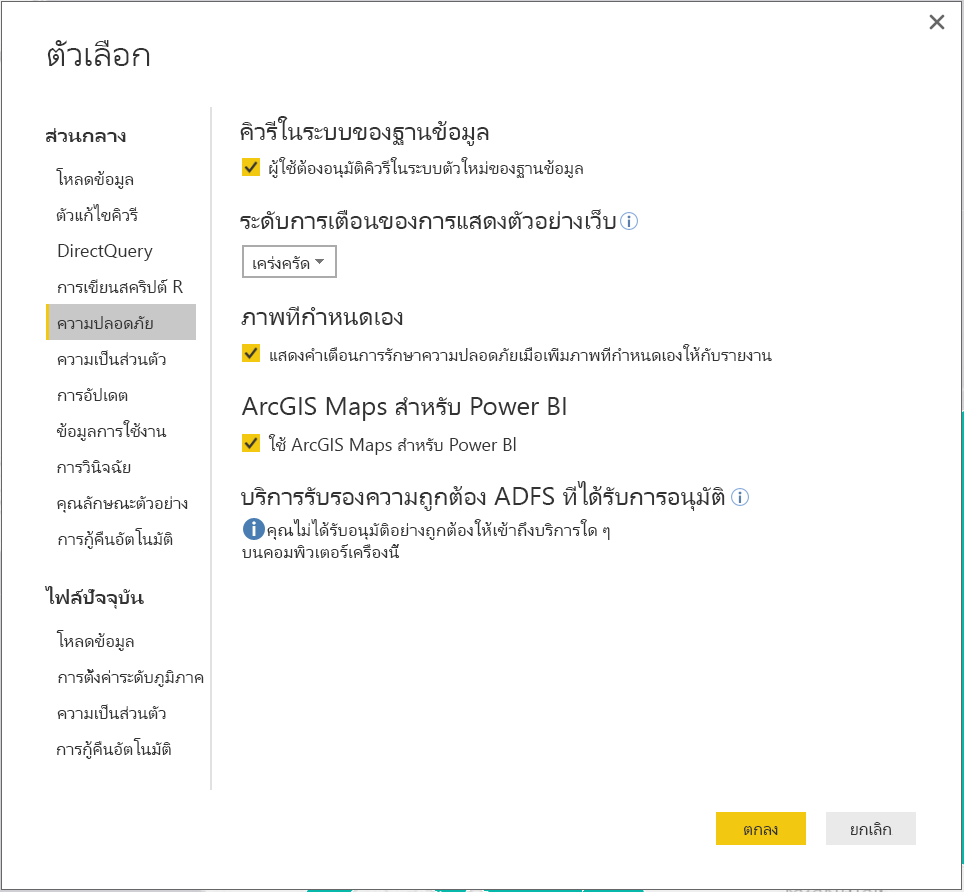 ตัวเลือก
ส่วนกลาง
โหลดข้อมูล
ตัวแก้ไขคิวรี
DirectQuery
การเขียนสคริปต์ R
ความปลอดภัย
ความเป็นส่วนตัว
การอัปเดต
ข้อมูลการใช้งาน
การวินิจฉัย
คุณลักษณะตัวอย่าง
การกู้คืนอัตโนมัติ
ไฟล์ปัจจุบัน
โหลดข้อมูล
การตั้งค่าระดับภูมิภาค
ความเป็นส่วนตัว
การกู้คืนอัตโนมัติ
คิวรีในระบบของฐานข้อมูล
ผู้ใช้ต้องอนุมัติคิวรีในระบบตัวใหม่ของฐานข้อมูล
ระดับการเตือนของการแสดงตัวอย่างเว็บ
เคร่งครัด
ภาพที่กำหนดเอง
แสดงคำเตือนการรักษาความปลอดภัยเมื่อเพิ่มภาพที่กำหนดเองให้กับรายงาน
ArcGIS Maps สำหรับ Power BI
ใช้ ArcGIS Maps สำหรับ Power BI
บริการรับรองความถูกต้อง ADFS ที่ได้รับการอนุมัติ
คุณไม่ได้รับอนุมัติอย่างถูกต้องให้เข้าถึงบริการใด ๆ
บนคอมพิวเตอร์เครื่องนี้
ตกลง
ยกเลิก